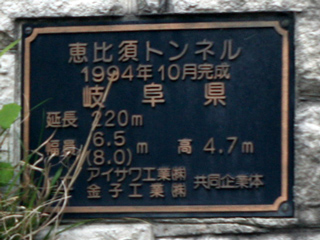 恵比須トンネル
1994年10月完成
岐阜県
延長 220m
幅員 6.5m (8.0) 高 4.7m
アイサワ工業㈱
金子工業㈱ 共同企業体